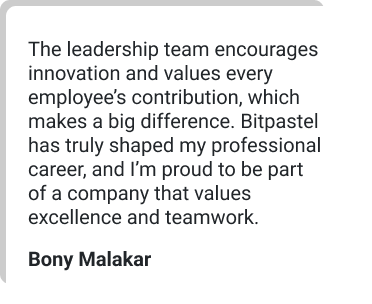 The leadership team encourages
innovation and values every
employee’s contribution, which
makes a big difference. Bitpastel
has truly shaped my professional
career, and I’m proud to be part
of a company that values
excellence and teamwork.
Bony Malakar